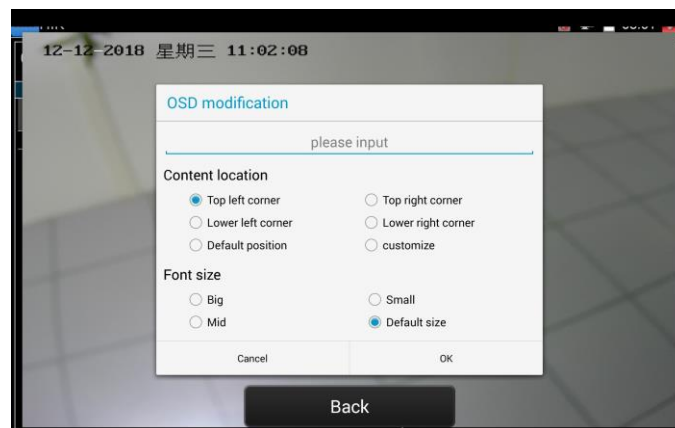 12-12-2018 星期三 11:02:08
OSD modification
please input
Content location
Top left corner
Top right corner
Lower left corner
Lower right corner
Default position
customize
Font size
Big
Small
Mid
Default size
Cancel
OK
Back